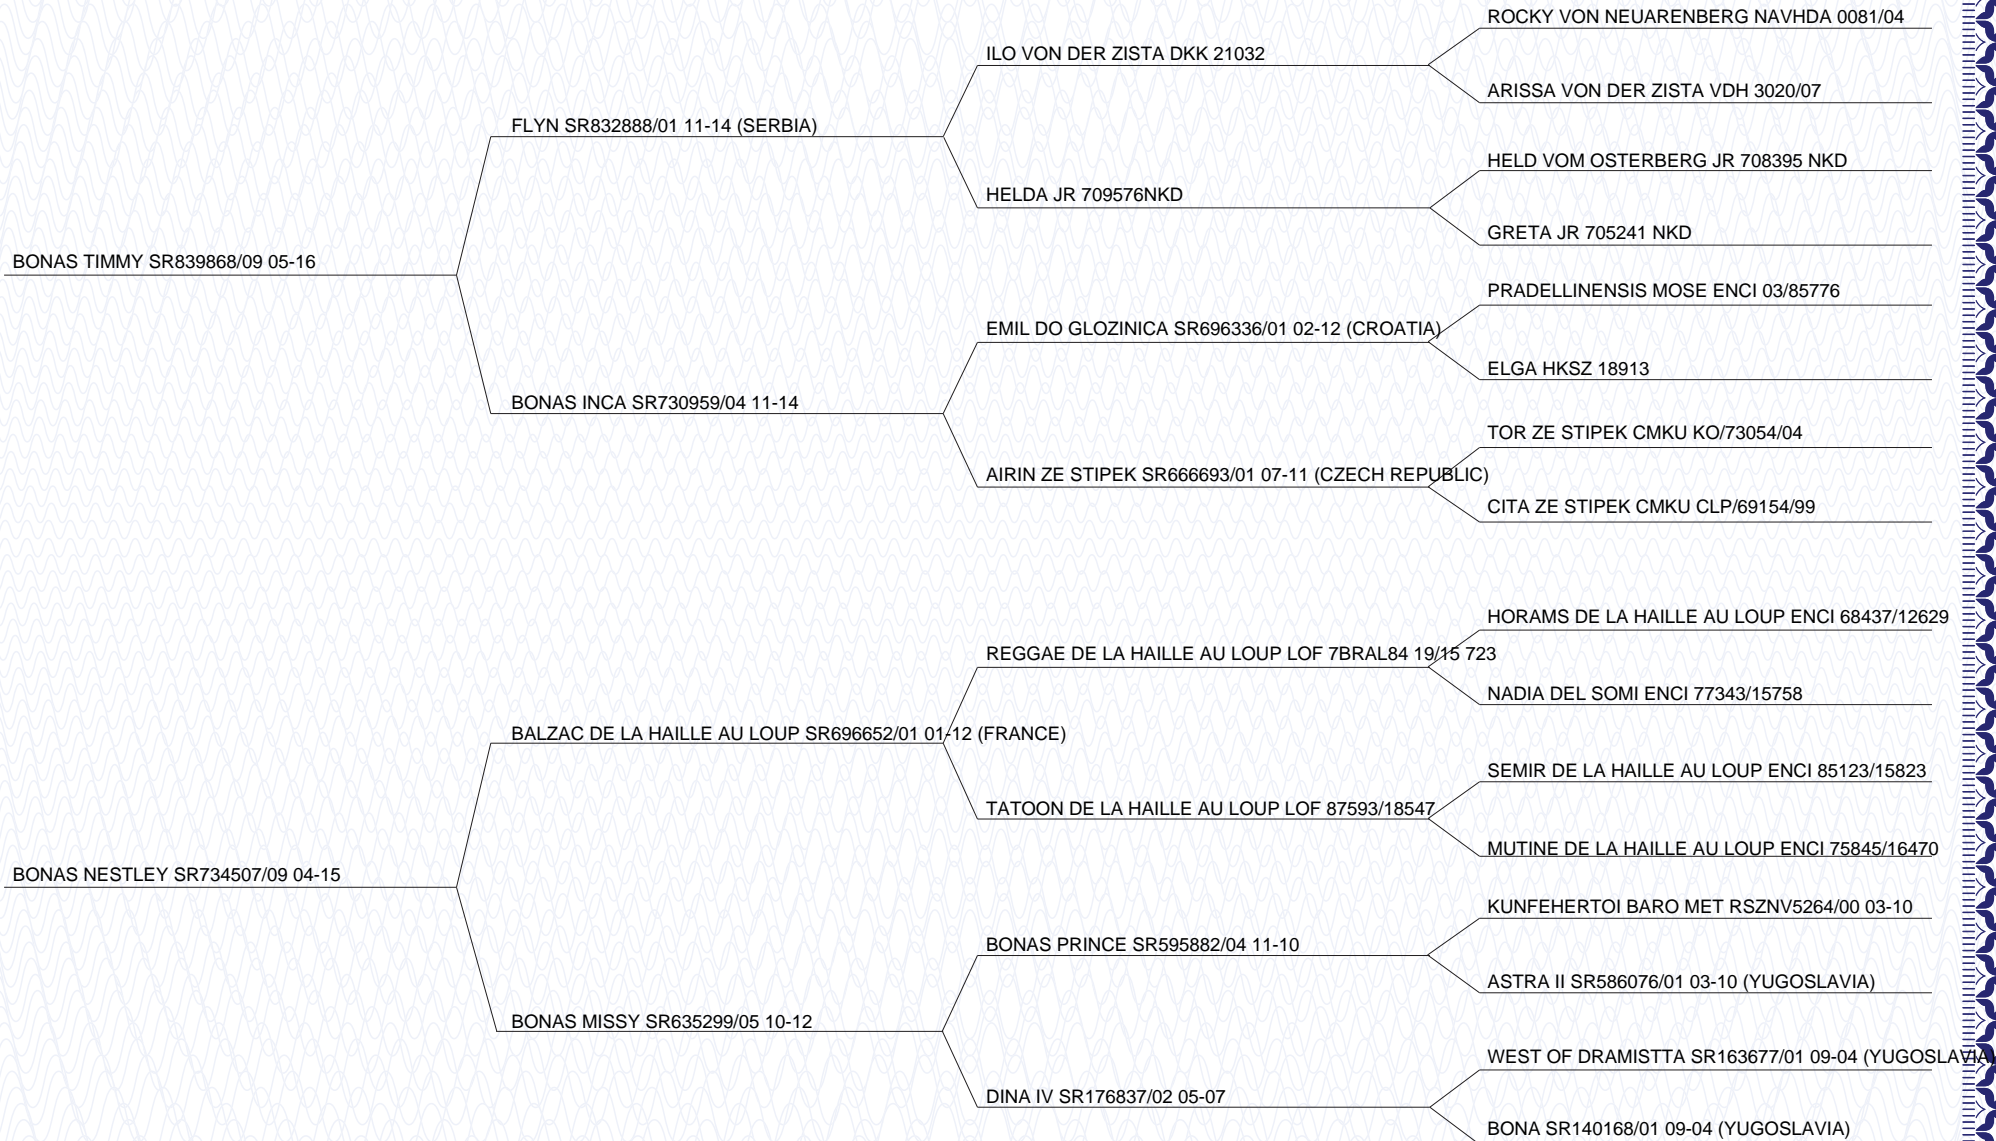 ROCKY VON NEUARENBERG NAVHDA 0081/04
ILO VON DER ZISTA DKK 21032
ARISSA VON DER ZISTA VDH 3020/07
FLYN SR832888/01 11-14 (SERBIA)
HELD VOM OSTERBERG JR 708395 NKD
HELDA JR 709576NKD
GRETA JR 705241 NKD
BONAS TIMMY SR839868/09 05-16
PRADELLINENSIS MOSE ENCI 03/85776
EMIL DO GLOZINICA SR696336/01 02-12 (CROATIA)
ELGA HKSZ 18913
BONAS INCA SR730959/04 11-14
TOR ZE STIPEK CMKU KO/73054/04
AIRIN ZE STIPEK SR666693/01 07-11 (CZECH REPUBLIC)
CITA ZE STIPEK CMKU CLP/69154/99
HORAMS DE LA HAILLE AU LOUP ENCI 68437/12629
REGGAE DE LA HAILLE AU LOUP LOF 7BRAL84 19/15 723
NADIA DEL SOMI ENCI 77343/15758
BALZAC DE LA HAILLE AU LOUP SR696652/01 01-12 (FRANCE)
SEMIR DE LA HAILLE AU LOUP ENCI 85123/15823
TATOON DE LA HAILLE AU LOUP LOF 87593/18547
MUTINE DE LA HAILLE AU LOUP ENCI 75845/16470
BONAS NESTLEY SR734507/09 04-15
KUNFEHERTOI BARO MET RSZNV5264/00 03-10
BONAS PRINCE SR595882/04 11-10
ASTRA II SR586076/01 03-10 (YUGOSLAVIA)
BONAS MISSY SR635299/05 10-12
WEST OF DRAMISTTA SR163677/01 09-04 (YUGOSLAVIA)
DINA IV SR176837/02 05-07
BONA SR140168/01 09-04 (YUGOSLAVIA)